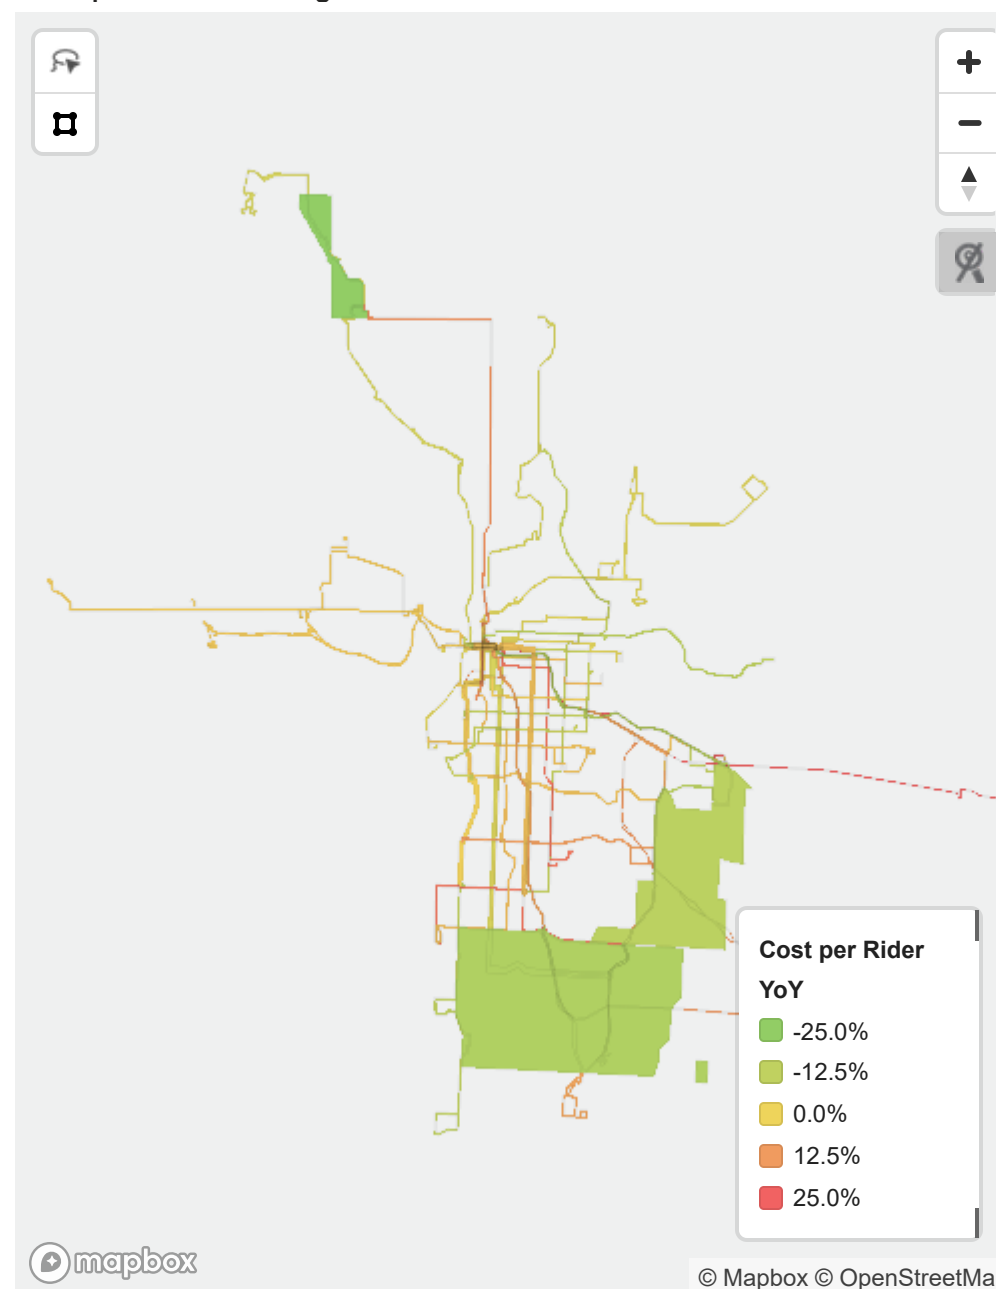 Cost per Rider
YoY
-25.0%
-12.5%
0.0%
12.5%
25.0%
mapbox
© Mapbox © OpenStreetMa